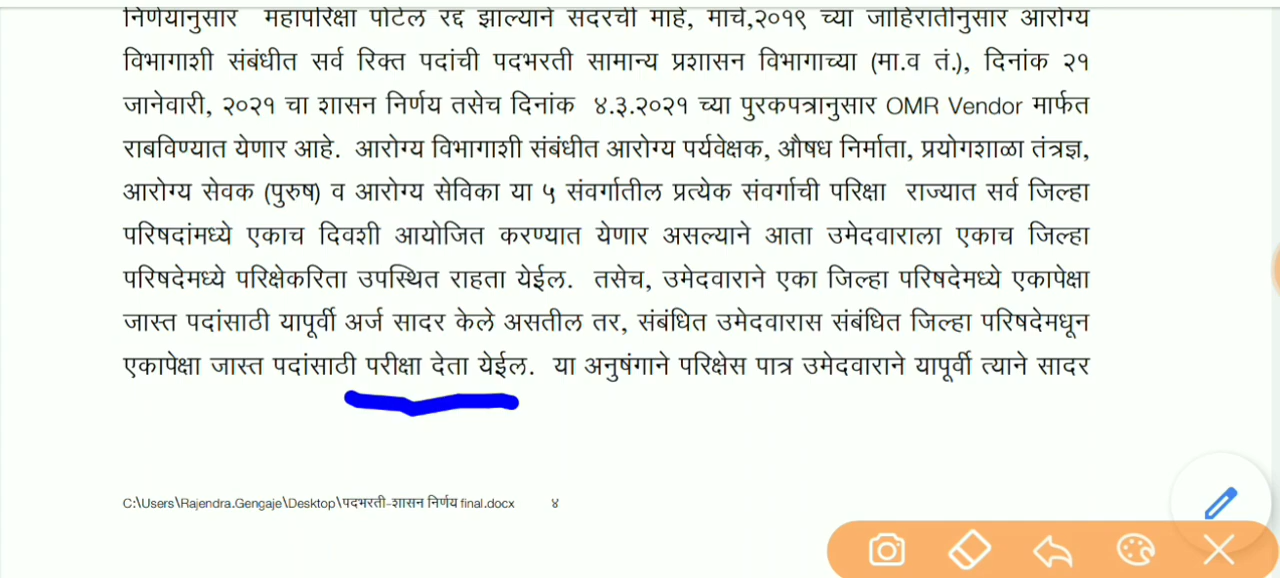 निर्णयानुसार महापरिक्षा पोर्टल रद्द झाल्याने सदरची माहे, मार्च,२०१९ च्या जाहिरातीनुसार आरोग्य
विभागाशी संबंधीत सर्व रिक्त पदांची पदभरती सामान्य प्रशासन विभागाच्या (मा.व तं.), दिनांक २१
जानेवारी, २०२१ चा शासन निर्णय तसेच दिनांक ४.३.२०२१ च्या पुरकपत्रानुसार OMR Vendor मार्फत
राबविण्यात येणार आहे. आरोग्य विभागाशी संबंधीत आरोग्य पर्यवेक्षक, औषध निर्माता, प्रयोगशाळा तंत्रज्ञ,
आरोग्य सेवक (पुरुष) व आरोग्य सेविका या ५ संवर्गातील प्रत्येक संवर्गाची परिक्षा राज्यात सर्व जिल्हा
परिषदांमध्ये एकाच दिवशी आयोजित करण्यात येणार असल्याने आता उमेदवाराला एकाच जिल्हा
परिषदेमध्ये परिक्षेकरिता उपस्थित राहता येईल. तसेच, उमेदवाराने एका जिल्हा परिषदेमध्ये एकापेक्षा
जास्त पदांसाठी यापूर्वी अर्ज सादर केले असतील तर, संबंधित उमेदवारास संबंधित जिल्हा परिषदेमधून
एकापेक्षा जास्त पदांसाठी परीक्षा देता येईल. या अनुषंगाने परिक्षेस पात्र उमेदवाराने यापूर्वी त्याने सादर
C:\Users\Rajendra.Gengaje\Desktop\पदभरती-शासन निर्णय final.docx ४